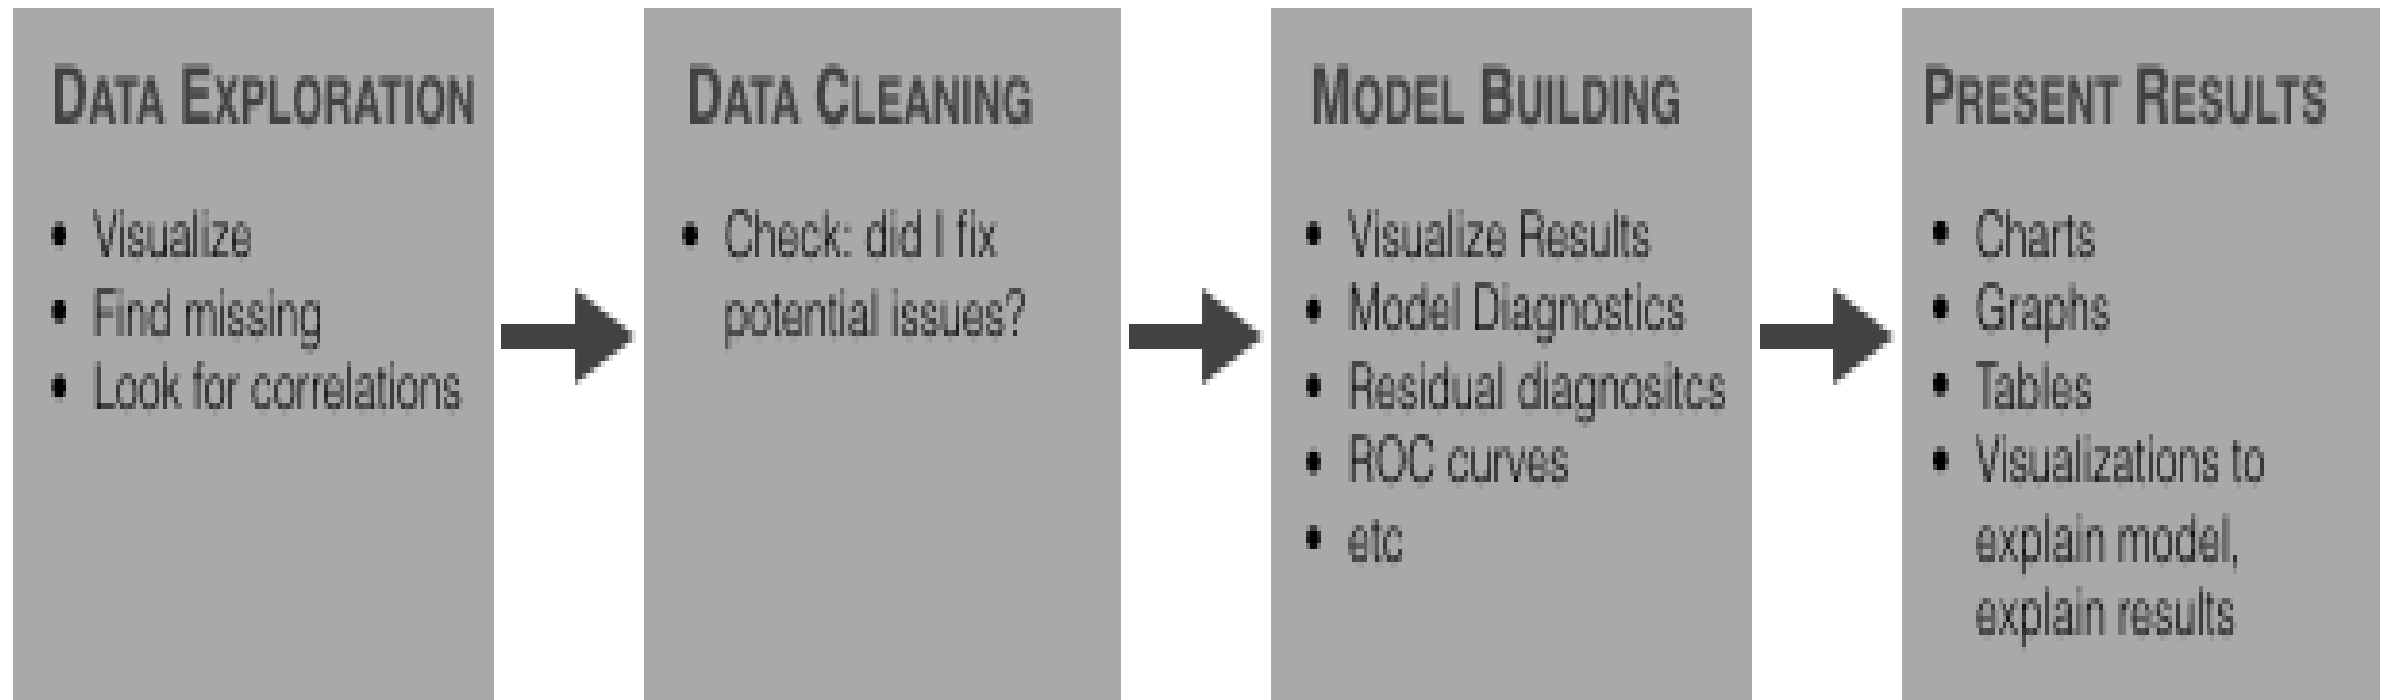 DATA EXPLORATION
• Visualize
• Find missing
• Look for correlations
DATA CLEANING
• Check: did I fix
potential issues?
MODEL BUILDING
• Visualize Results
• Model Diagnostics
• Residual diagnositcs
• ROC curves
• etc
PRESENT RESULTS
• Charts
• Graphs
• Tables
• Visualizations to
explain model,
explain results